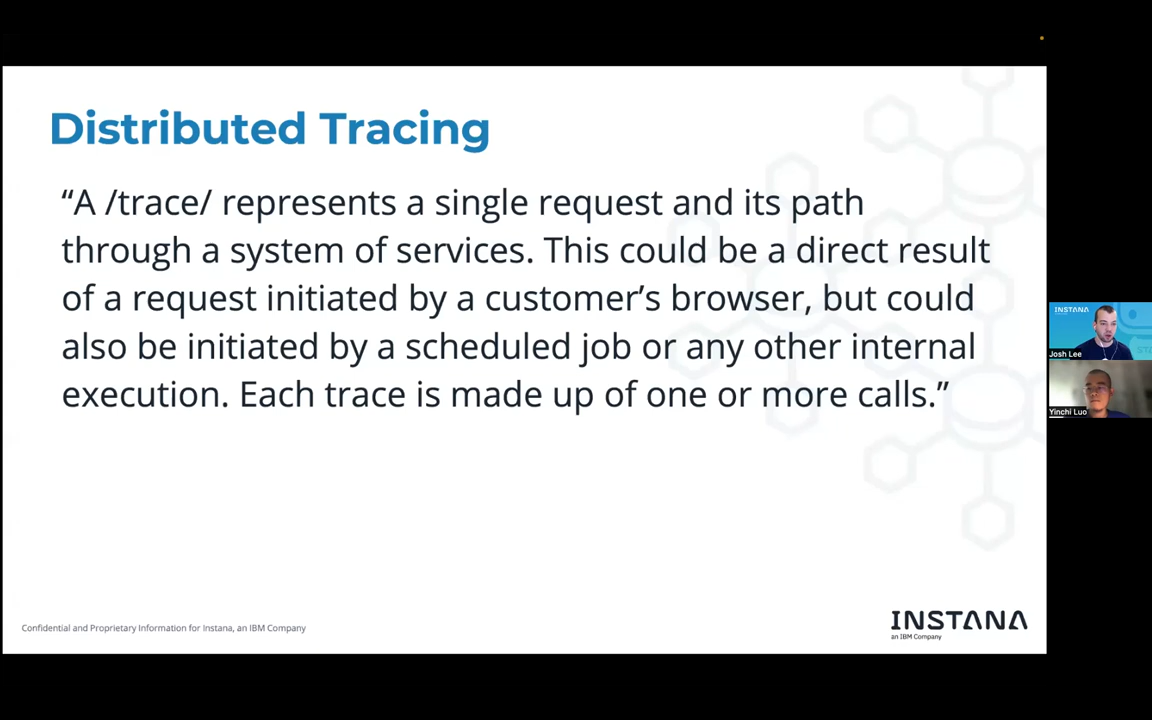 Distributed Tracing
“A /trace/ represents a single request and its path
through a system of services. This could be a direct result
of a request initiated by a customer’s browser, but could
also be initiated by a scheduled job or any other internal
execution. Each trace is made up of one or more calls.”
INSTANA
Josh Lee
Yinchi Luo
Confidential and Proprietary Information for Instana, an IBM Company
INSTANA
an IBM Company